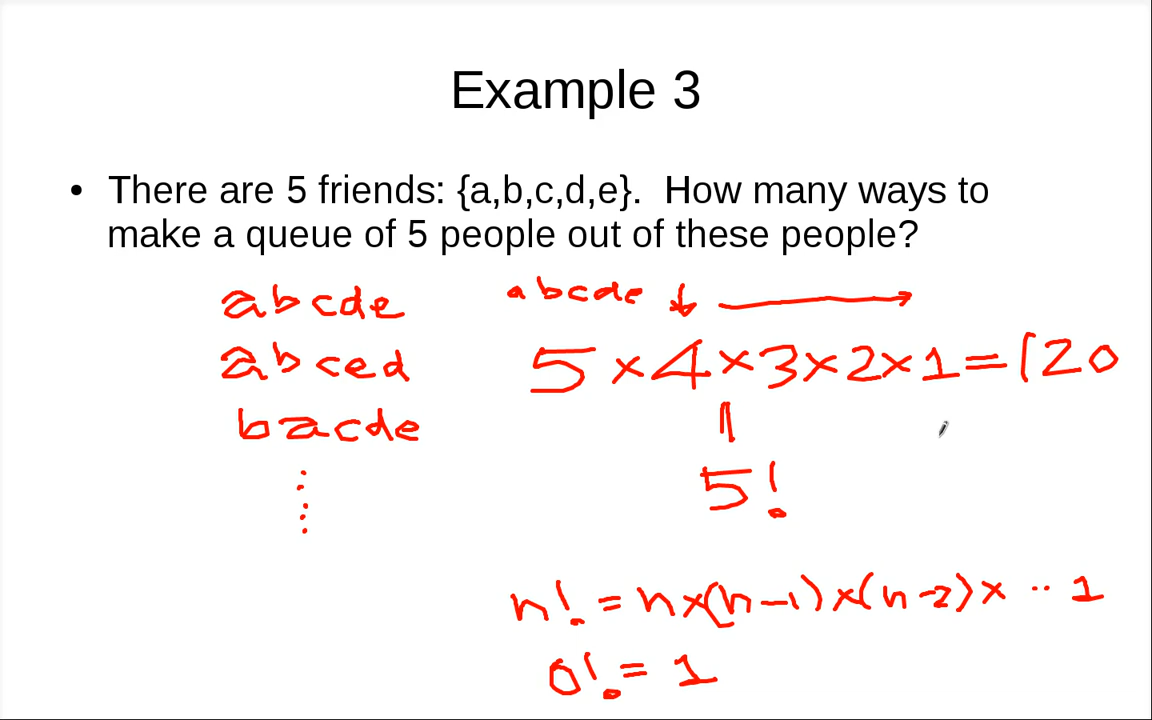 Example 3
• There are 5 friends: {a,b,c,d,e}. How many ways to
make a queue of 5 people out of these people?
abcde
abced
bacde
abcde
5×4×3×2×1=120
5!
n!=n×(n-1)×(n-2)×..1
0!=1